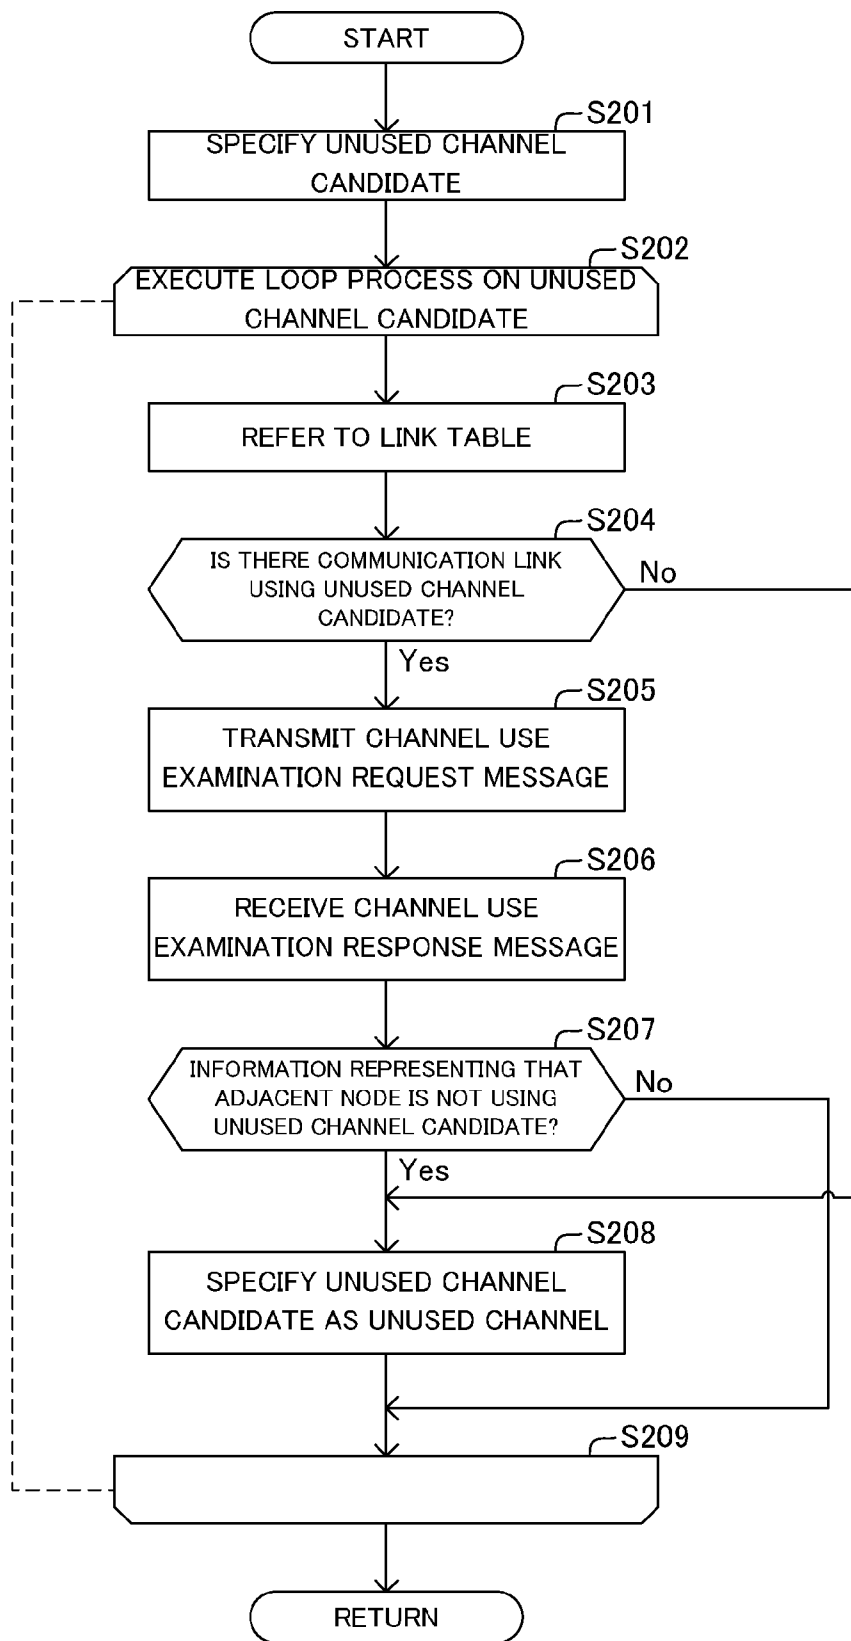 START
S201
SPECIFY UNUSED CHANNEL
CANDIDATE
S202
EXECUTE LOOP PROCESS ON UNUSED
CHANNEL CANDIDATE
S203
REFER TO LINK TABLE
S204
IS THERE COMMUNICATION LINK
USING UNUSED CHANNEL
CANDIDATE?
No
Yes
S205
TRANSMIT CHANNEL USE
EXAMINATION REQUEST MESSAGE
S206
RECEIVE CHANNEL USE
EXAMINATION RESPONSE MESSAGE
S207
INFORMATION REPRESENTING THAT
ADJACENT NODE IS NOT USING
UNUSED CHANNEL CANDIDATE?
No
Yes
S208
SPECIFY UNUSED CHANNEL
CANDIDATE AS UNUSED CHANNEL
S209
RETURN